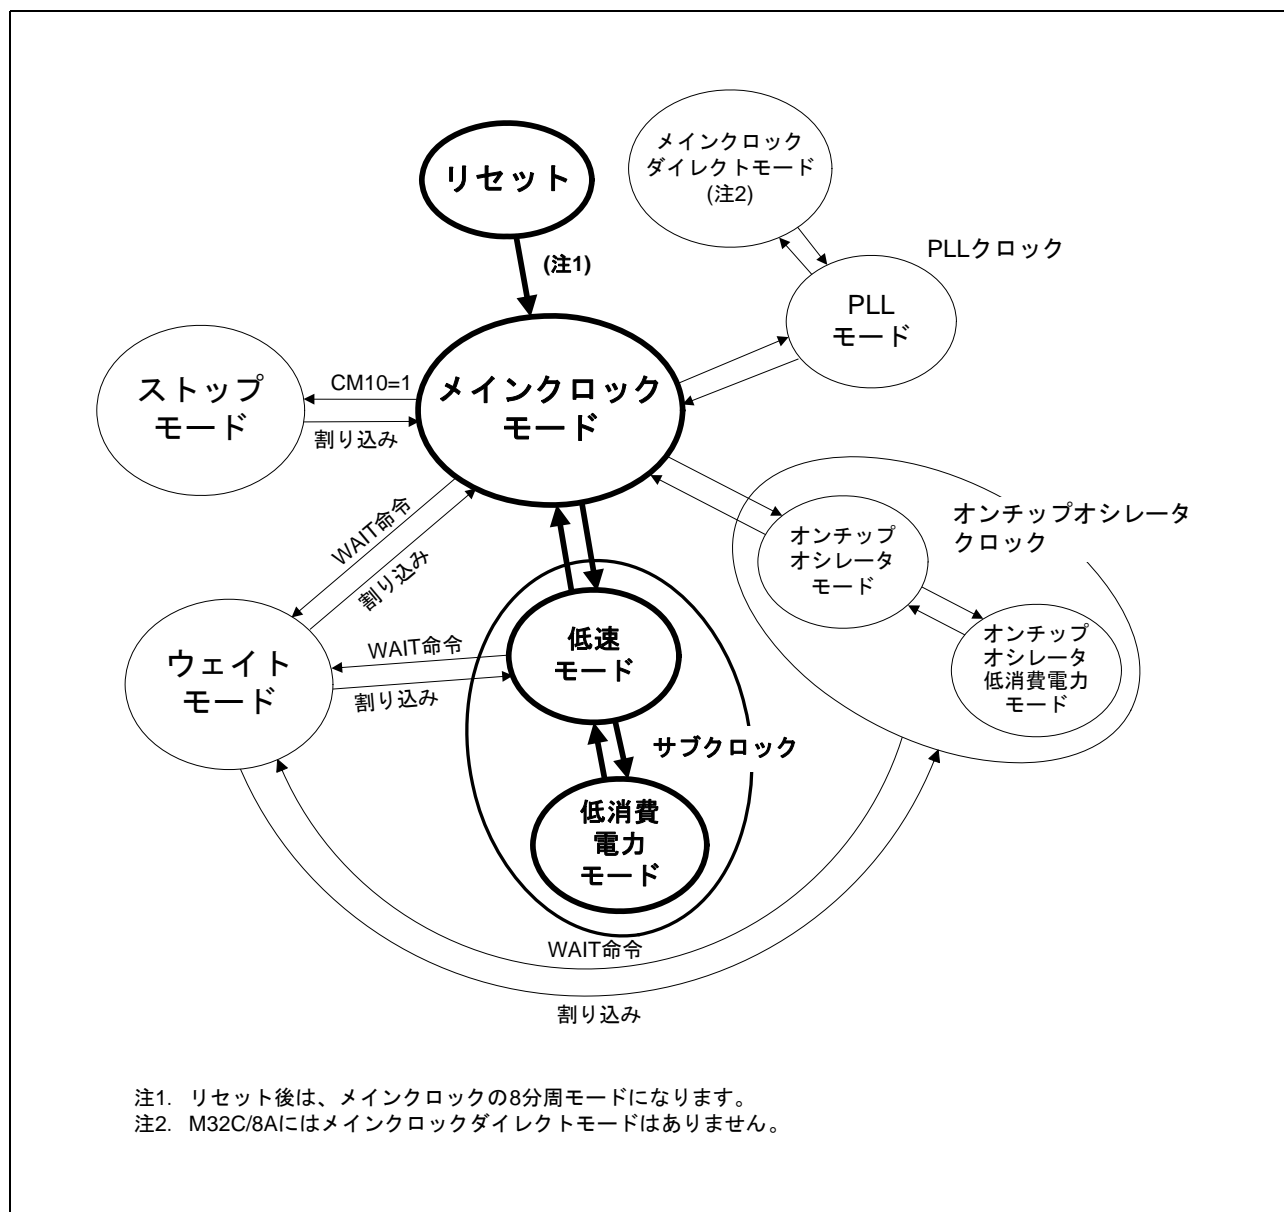 リセット
メインクロック
ダイレクトモード
(注2)
(注1)
PLLクロック
PLL
モード
ストップ
モード
CM10=1
割り込み
メインクロック
モード
オンチップオシレータ
クロック
オンチップ
オシレータ
モード
WAIT命令
割り込み
オンチップ
オシレータ
低消費電力
モード
ウェイト
モード
WAIT命令
割り込み
低速
モード
サブクロック
低消費
電力
モード
WAIT命令
割り込み
注1. リセット後は、メインクロックの8分周モードになります。
注2. M32C/8Aにはメインクロックダイレクトモードはありません。